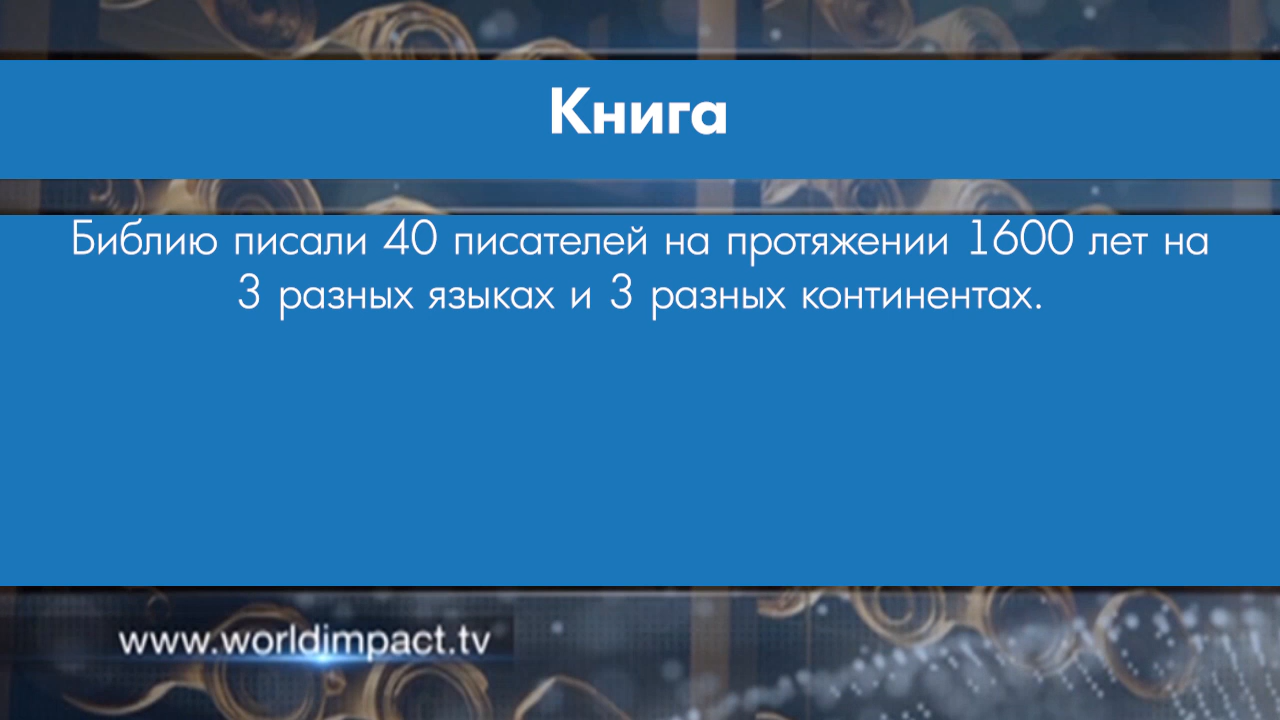 Книга
Библию писали 40 писателей на протяжении 1600 лет на
3 разных языках и 3 разных континентах.
www.worldimpact.tv